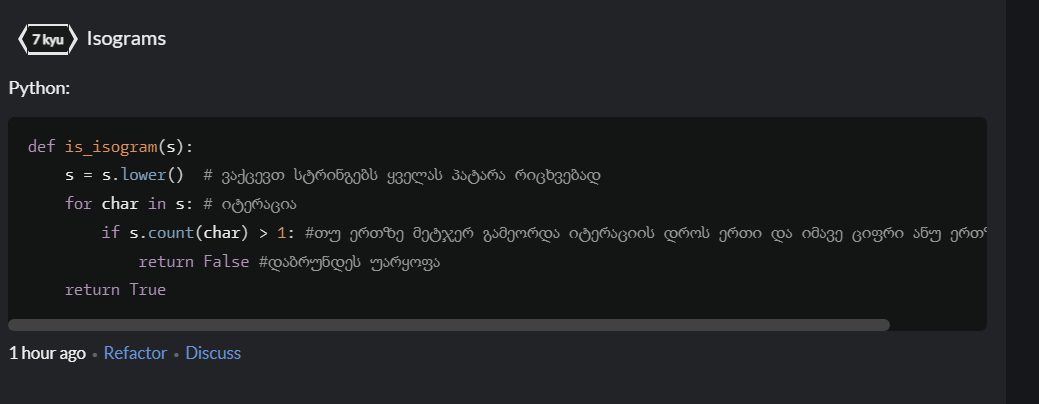 7 kyu Isograms
Python:
def is_isogram(s):
    s = s.lower()  # ვაქცევთ სტრინგებს ყველას პატარა რიცხვებად
    for char in s: # იტერაცია
        if s.count(char) > 1: #თუ ერთზე მეტჯერ გამეორდა იტერაციის დროს ერთი და იმავე ციფრი ანუ
            return False #დაბრუნდეს უარყოფა
    return True
1 hour ago • Refactor • Discuss